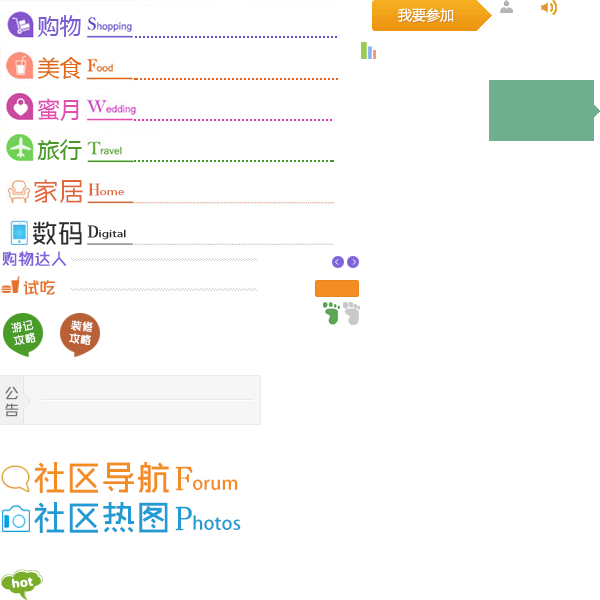 我要参加
购物 Shopping
美食 Food
蜜月 Wedding
旅行 Travel
家居 Home
数码 Digital
购物达人
试吃
游记
攻略
装修
攻略
公
告
社区导航 Forum
社区热图 Photos
hot